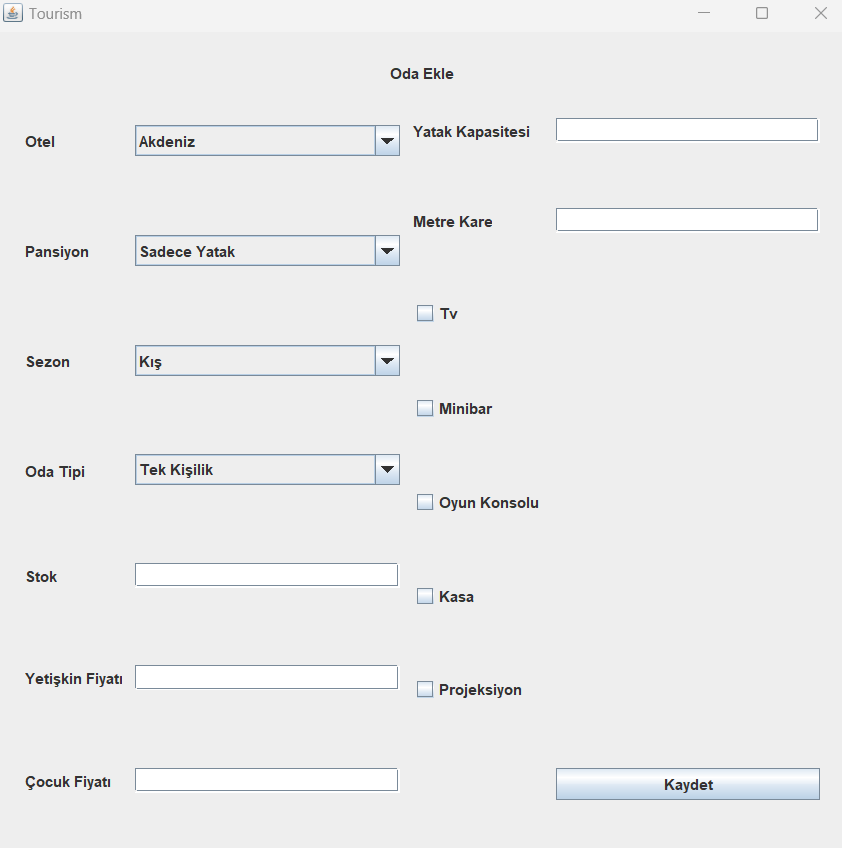 Tourism
Oda Ekle
Otel
Akdeniz
Pansiyon
Sadece Yatak
Sezon
Kış
Oda Tipi
Tek Kişilik
Stok
Yetişkin Fiyatı
Çocuk Fiyatı
Yatak Kapasitesi
Metre Kare
Tv
Minibar
Oyun Konsolu
Kasa
Projeksiyon
Kaydet